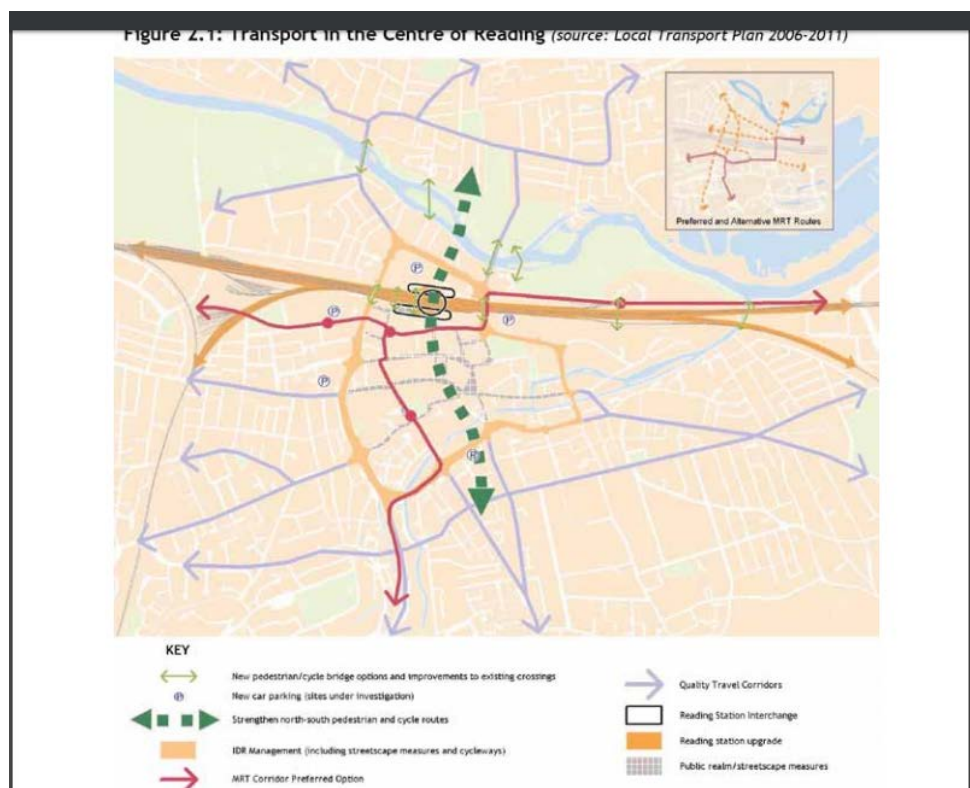 Figure 2.1: Transport in the Centre of Reading (source: Local Transport Plan 2006-2011)
Preferred and Alternative MRT Routes
P
P
P
P
P
KEY
New pedestrian/cycle bridge options and improvements to existing crossings
P New car parking (sites under investigation)
Strengthen north-south pedestrian and cycle routes
IDR Management (including streetscape measures and cycleways)
MRT Corridor Preferred Option
Quality Travel Corridors
Reading Station Interchange
Reading station upgrade
Public realm/streetscape measures